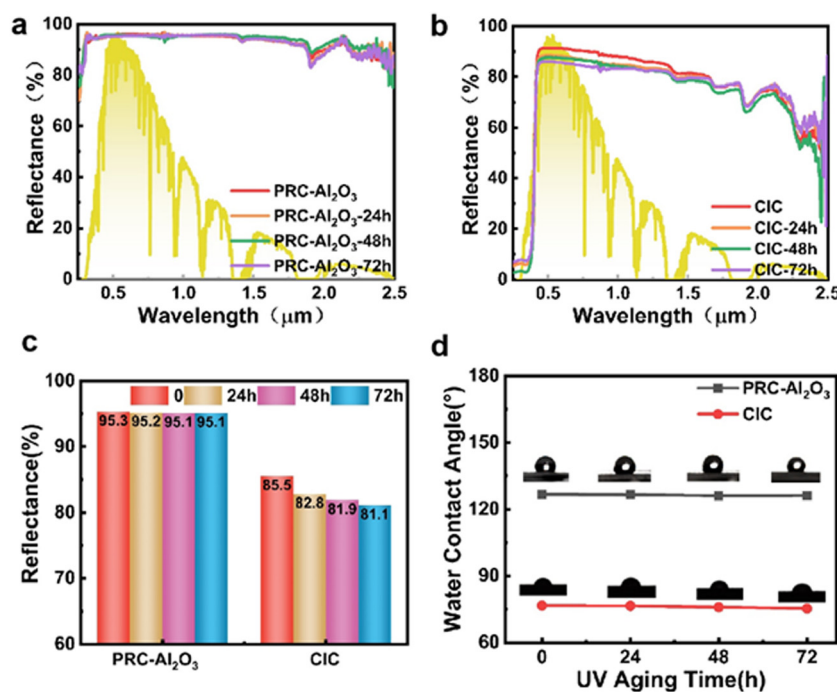 a
Reflectance (%)
100
80
60
40
20
0
PRC-Al₂O₃
PRC-Al₂O₃-24h
PRC-Al₂O₃-48h
PRC-Al₂O₃-72h
0.5 1.0 1.5 2.0 2.5
Wavelength (μm)
b
Reflectance (%)
100
80
60
40
20
0
CIC
CIC-24h
CIC-48h
CIC-72h
0.5 1.0 1.5 2.0 2.5
Wavelength (μm)
c
Reflectance(%)
100
90
80
70
60
0 24h 48h 72h
95.3 95.2 95.1 95.1
85.5 82.8 81.9 81.1
PRC-Al₂O₃ CIC
d
Water Contact Angle(°)
180
150
120
90
60
PRC-Al₂O₃
CIC
0 24 48 72
UV Aging Time(h)